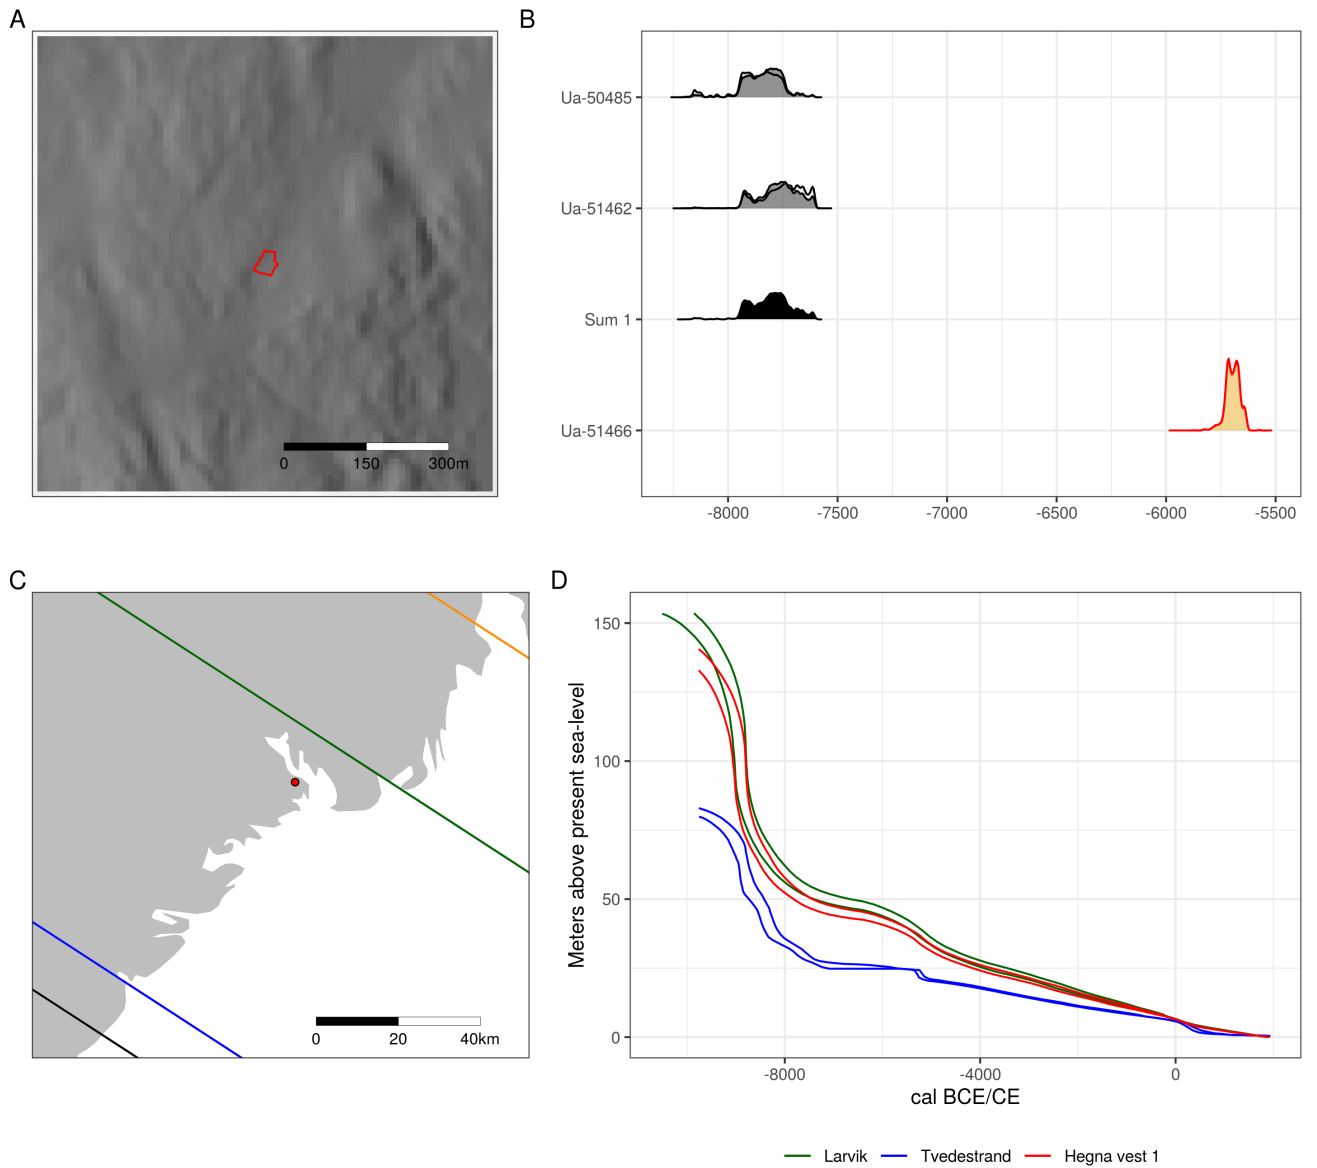 A
0 150 300m
B
Ua-50485
Ua-51462
Sum 1
Ua-51466
-8000 -7500 -7000 -6500 -6000 -5500
C
0 20 40km
D
Meters above present sea-level
150
100
50
0
-8000 -4000 0
cal BCE/CE
Larvik Tvedestrand Hegna vest 1